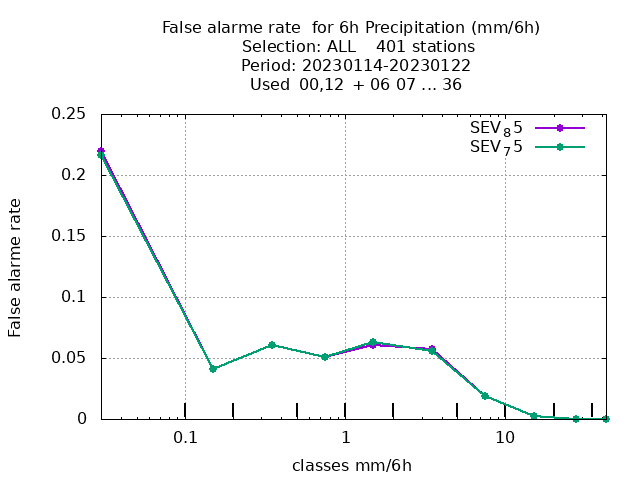 False alarme rate  for 6h Precipitation (mm/6h)
Selection: ALL    401 stations
Period: 20230114-20230122
Used  00,12  + 06 07 ... 36
SEV₈5
SEV₇5
0.25
0.2
0.15
0.1
0.05
0
False alarme rate
0.1 1 10
classes mm/6h